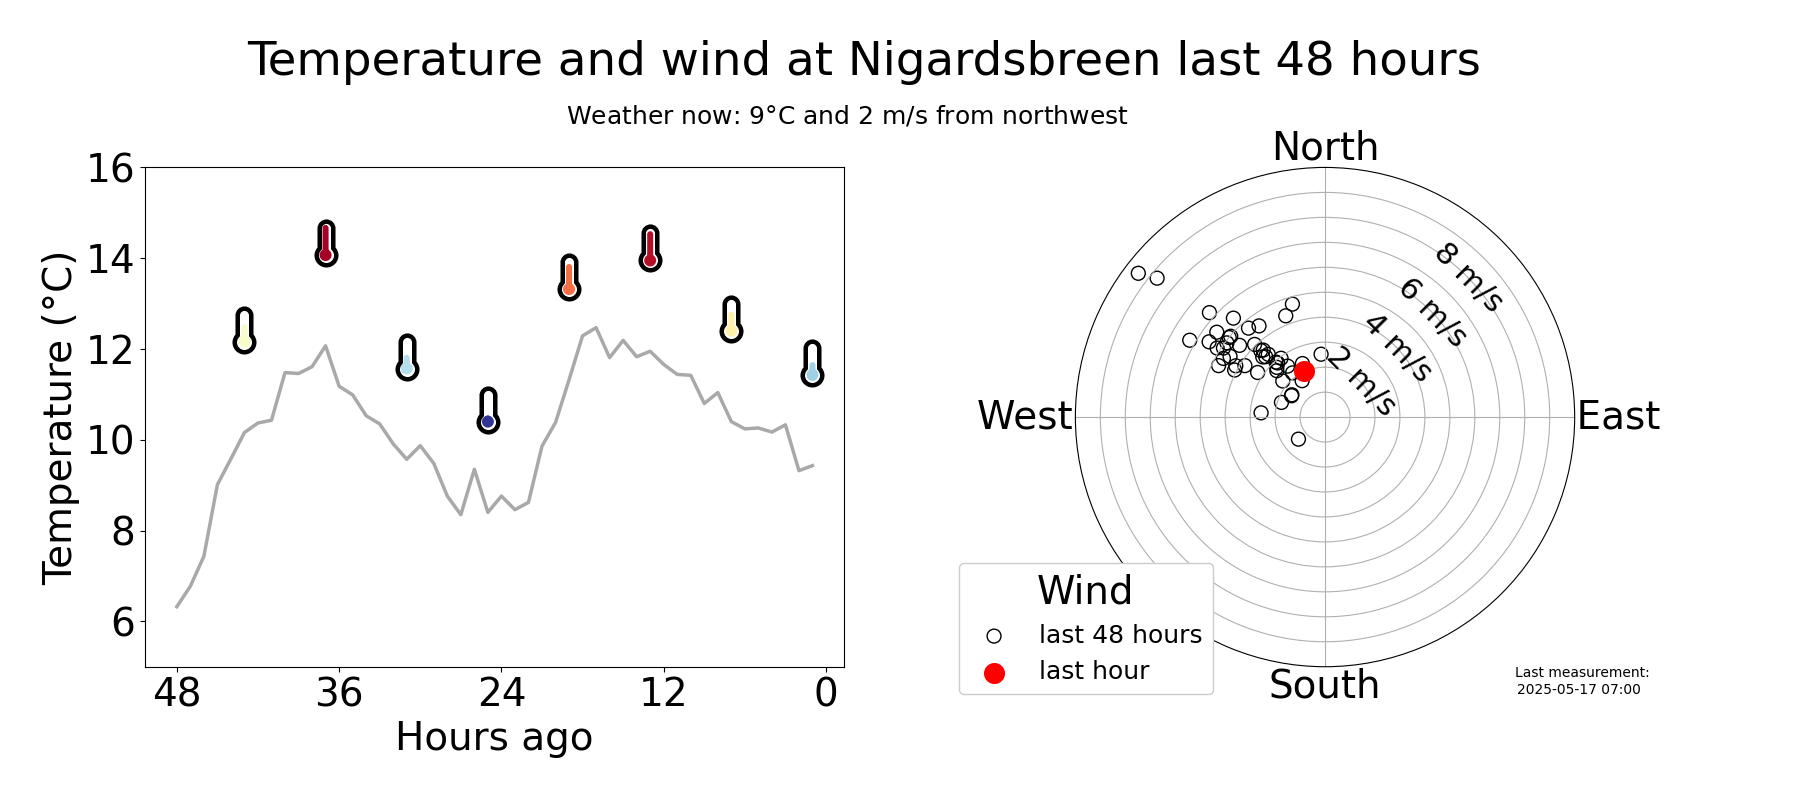 Temperature and wind at Nigardsbreen last 48 hours
Weather now: 9°C and 2 m/s from northwest
Temperature (°C)
16
14
12
10
8
6
48 36 24 12 0
Hours ago
North
West
East
South
8 m/s
6 m/s
4 m/s
2 m/s
Wind
last 48 hours
last hour
Last measurement:
2025-05-17 07:00